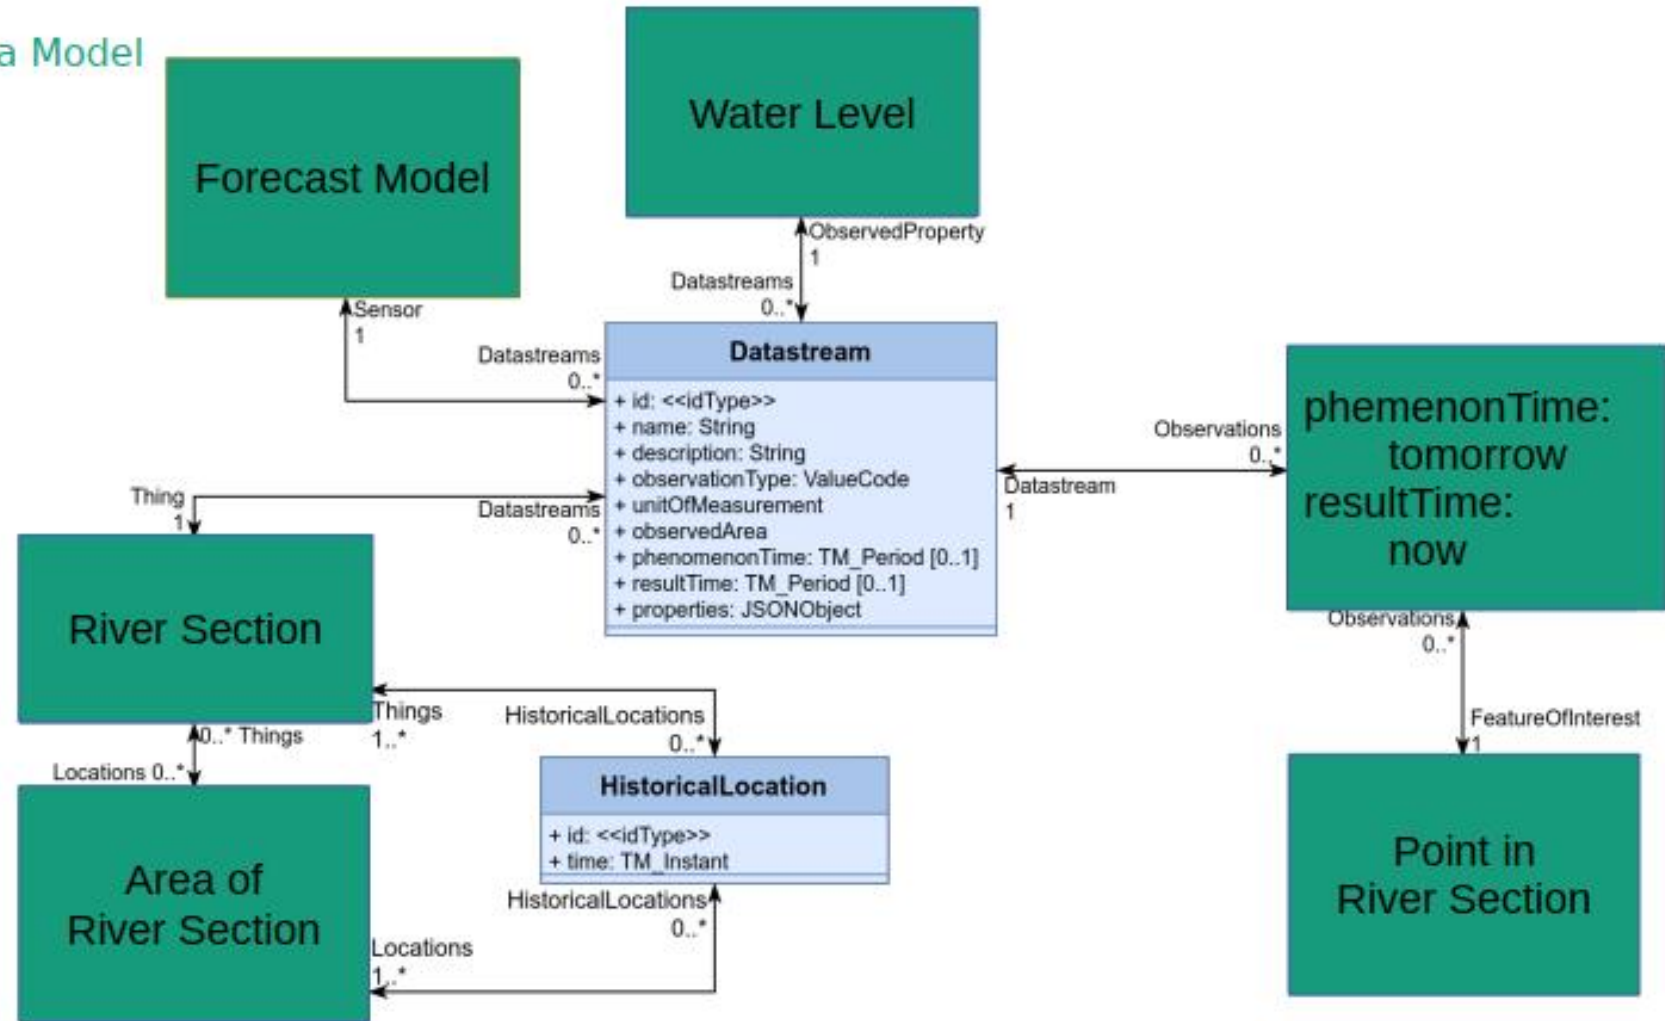 a Model
Forecast Model
Water Level
Sensor
1
ObservedProperty
1
Datastreams
0..*
Datastreams
0..*
Datastream
+ id: <<idType>>
+ name: String
+ description: String
+ observationType: ValueCode
+ unitOfMeasurement
+ observedArea
+ phenomenonTime: TM_Period [0..1]
+ resultTime: TM_Period [0..1]
+ properties: JSONObject
Observations
0..*
Datastream
1
phemenonTime:
tomorrow
resultTime:
now
Thing
1
Datastreams
0..*
River Section
Things
1..*
HistoricalLocations
0..*
0..* Things
Locations 0..*
HistoricalLocation
+ id: <<idType>>
+ time: TM_Instant
HistoricalLocations
0..*
Locations
1..*
Area of
River Section
Observations
0..*
FeatureOfInterest
1
Point in
River Section